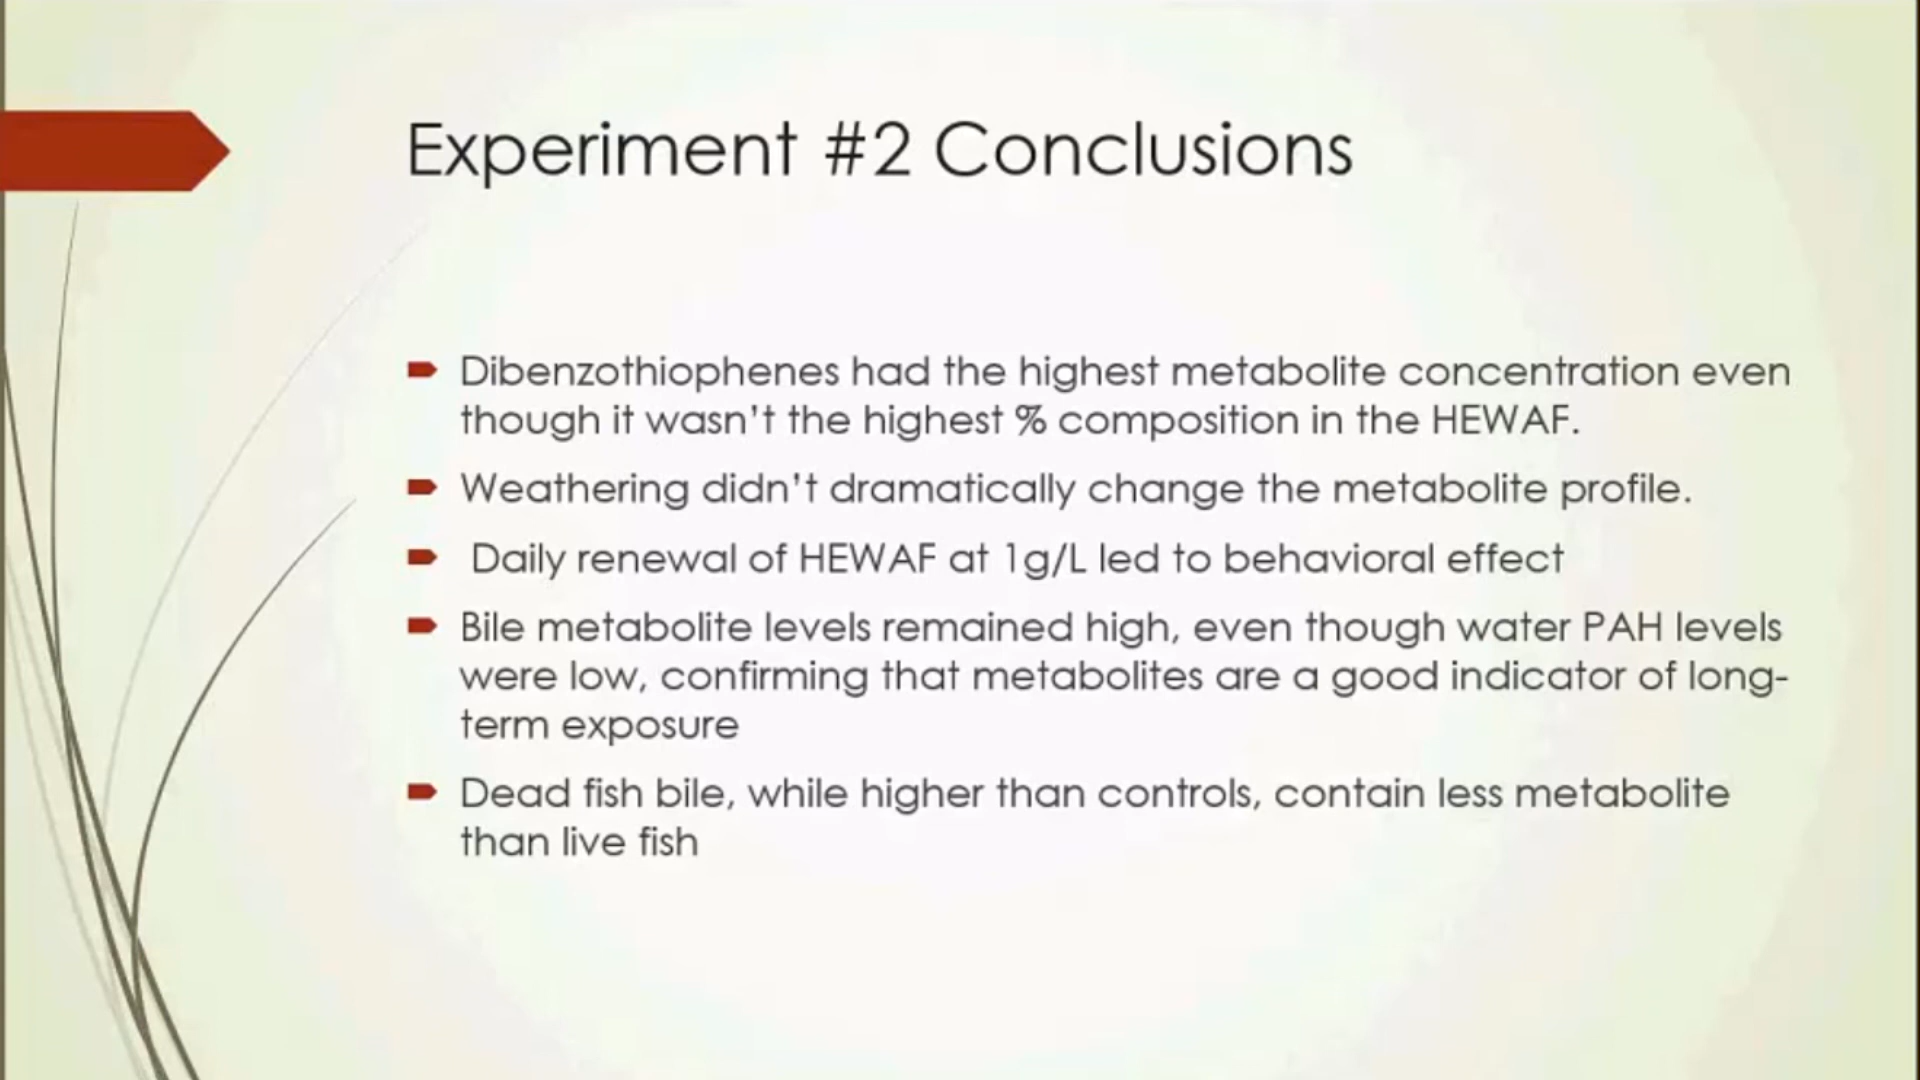 Experiment #2 Conclusions
Dibenzothiophenes had the highest metabolite concentration even
though it wasn't the highest % composition in the HEWAF.
Weathering didn't dramatically change the metabolite profile.
Daily renewal of HEWAF at 1g/L led to behavioral effect
Bile metabolite levels remained high, even though water PAH levels
were low, confirming that metabolites are a good indicator of long-
term exposure
Dead fish bile, while higher than controls, contain less metabolite
than live fish